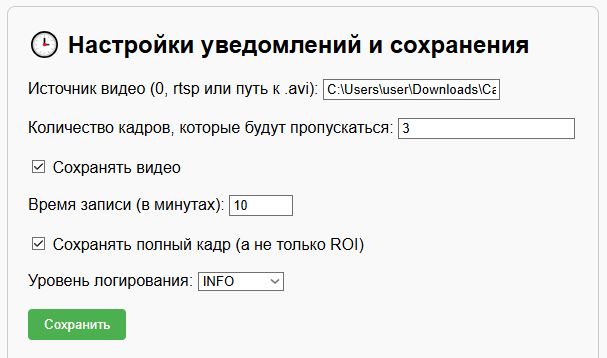 Настройки уведомлений и сохранения
Источник видео (0, rtsp или путь к .avi): C:\Users\user\Downloads\Ca
Количество кадров, которые будут пропускаться: 3
Сохранять видео
Время записи (в минутах): 10
Сохранять полный кадр (а не только ROI)
Уровень логирования: INFO
Сохранить